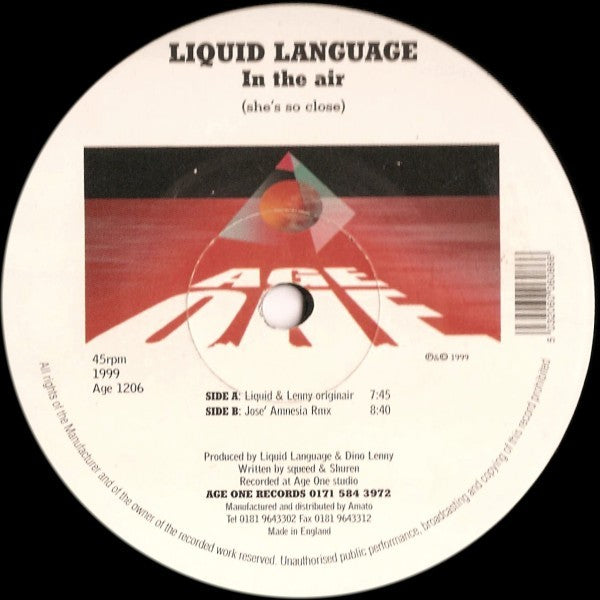 LIQUID LANGUAGE
In the air
(she's so close)
AGE
ONE
45rpm
1999
Age 1206
℗&© 1999
SIDE A: Liquid & Lenny originair 7:45
SIDE B: Jose' Amnesia Rmx 8:40
Produced by Liquid Language & Dino Lenny
Written by squeed & Shuren
Recorded at Age One studio
AGE ONE RECORDS 0171 584 3972
Manufactured and distributed by Amato
Tel 0181 9643302 Fax 0181 9643312
Made in England
All rights of the Manufacturer and of the owner of the recorded work reserved. Unauthorised public performance, broadcasting and copying of this record prohibited